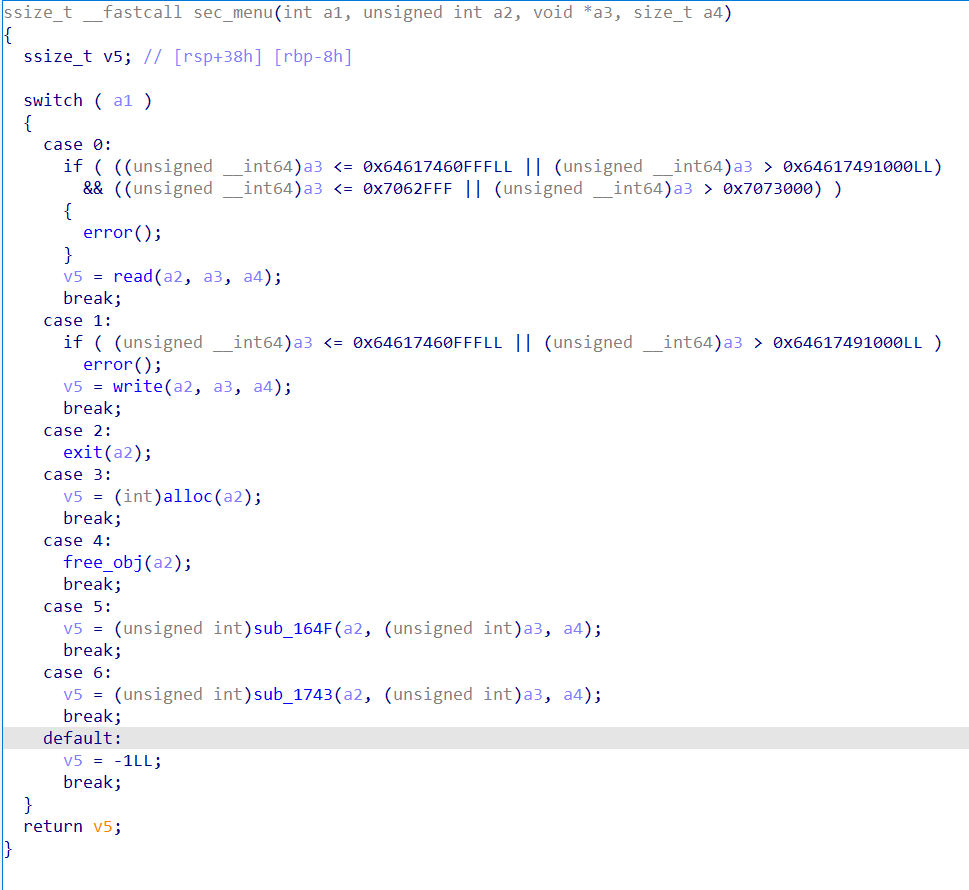 ssize_t __fastcall sec_menu(int a1, unsigned int a2, void *a3, size_t a4)
{
  ssize_t v5; // [rsp+38h] [rbp-8h]

  switch ( a1 )
  {
    case 0:
      if ( ((unsigned __int64)a3 <= 0x64617460FFFLL || (unsigned __int64)a3 > 0x64617491000LL)
        && ((unsigned __int64)a3 <= 0x7062FFF || (unsigned __int64)a3 > 0x7073000) )
      {
        error();
      }
      v5 = read(a2, a3, a4);
      break;
    case 1:
      if ( (unsigned __int64)a3 <= 0x64617460FFFLL || (unsigned __int64)a3 > 0x64617491000LL )
        error();
      v5 = write(a2, a3, a4);
      break;
    case 2:
      exit(a2);
    case 3:
      v5 = (int)alloc(a2);
      break;
    case 4:
      free_obj(a2);
      break;
    case 5:
      v5 = (unsigned int)sub_164F(a2, (unsigned int)a3, a4);
      break;
    case 6:
      v5 = (unsigned int)sub_1743(a2, (unsigned int)a3, a4);
      break;
    default:
      v5 = -1LL;
      break;
  }
  return v5;
}